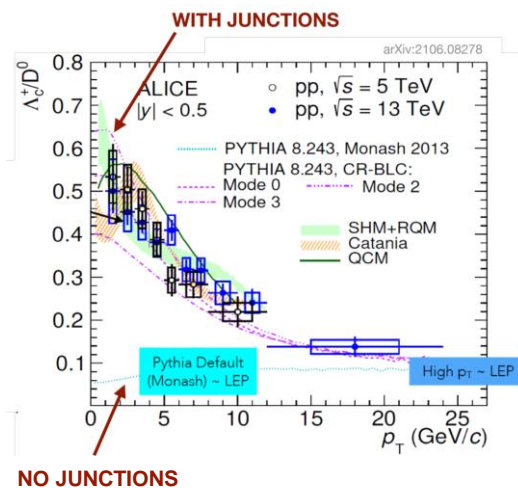 WITH JUNCTIONS
arXiv:2106.08278
Λc+/D0
0.8
0.7
0.6
0.5
0.4
0.3
0.2
0.1
ALICE
|y| < 0.5
pp, √s = 5 TeV
pp, √s = 13 TeV
PYTHIA 8.243, Monash 2013
PYTHIA 8.243, CR-BLC:
Mode 0
Mode 2
Mode 3
SHM+RQM
Catania
QCM
Pythia Default
(Monash) ~ LEP
High pT ~ LEP
0 5 10 15 20 25
pT (GeV/c)
NO JUNCTIONS